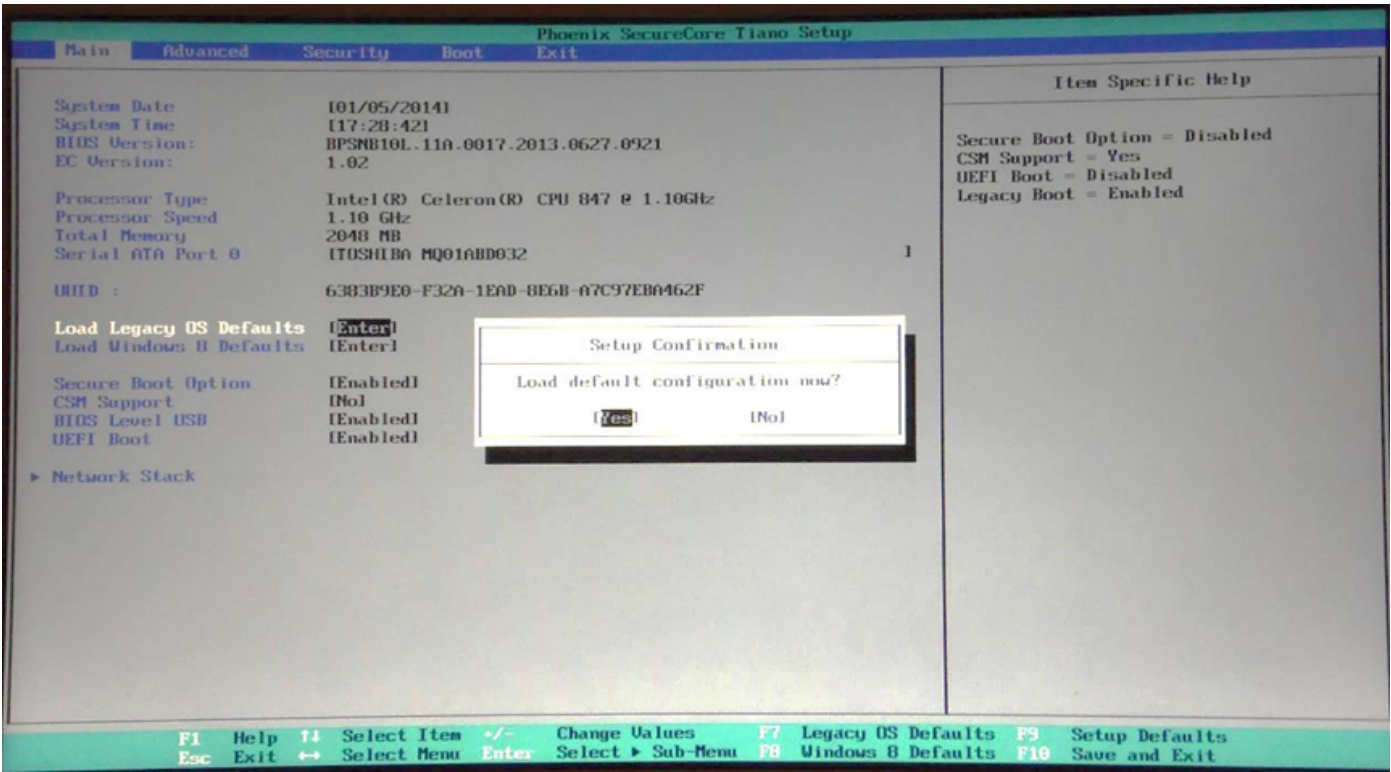 Phoenix SecureCore Tiano Setup
Main Advanced Security Boot Exit
Item Specific Help
System Date [01/05/2014]
System Time [17:28:42]
BIOS Version: BPSNB10L.11A.0017.2013.0627.0921
EC Version: 1.02
Processor Type Intel(R) Celeron(R) CPU 847 @ 1.10GHz
Processor Speed 1.10 GHz
Total Memory 2048 MB
Serial ATA Port 0 [TOSHIBA MQ01ABD032 ]
UUID : 6383B9E0-F32A-1EAD-8E6B-A7C97EBA462F
Load Legacy OS Defaults [Enter]
Load Windows 8 Defaults [Enter]
Secure Boot Option [Enabled]
CSM Support [No]
BIOS Level USB [Enabled]
UEFI Boot [Enabled]
► Network Stack
Setup Confirmation
Load default configuration now?
[Yes] [No]
Secure Boot Option = Disabled
CSM Support = Yes
UEFI Boot = Disabled
Legacy Boot = Enabled
F1 Help ↑↓ Select Item +/- Change Values F7 Legacy OS Defaults F9 Setup Defaults
Esc Exit ↔ Select Menu Enter Select ► Sub-Menu F8 Windows 8 Defaults F10 Save and Exit